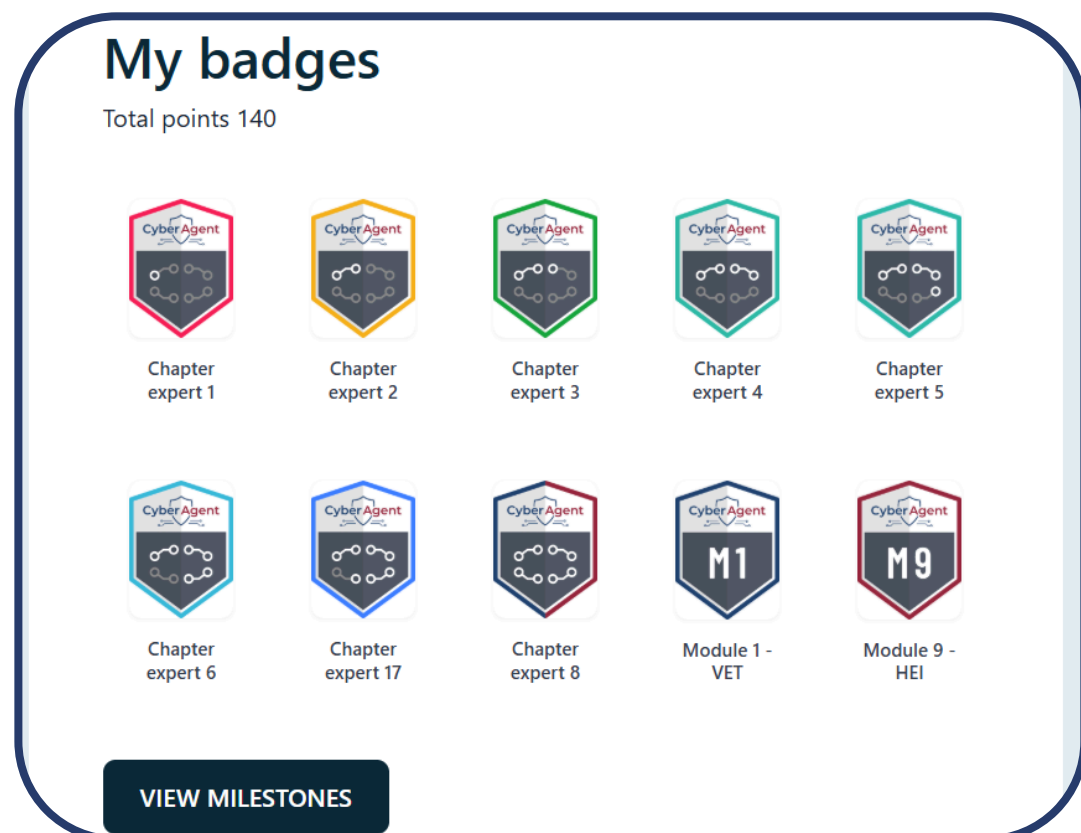 My badges
Total points 140
CyberAgent CyberAgent CyberAgent CyberAgent CyberAgent
Chapter Chapter Chapter Chapter Chapter
expert 1 expert 2 expert 3 expert 4 expert 5
CyberAgent CyberAgent CyberAgent CyberAgent CyberAgent
M1 M9
Chapter Chapter Chapter Module 1 - Module 9 -
expert 6 expert 17 expert 8 VET HEI
VIEW MILESTONES